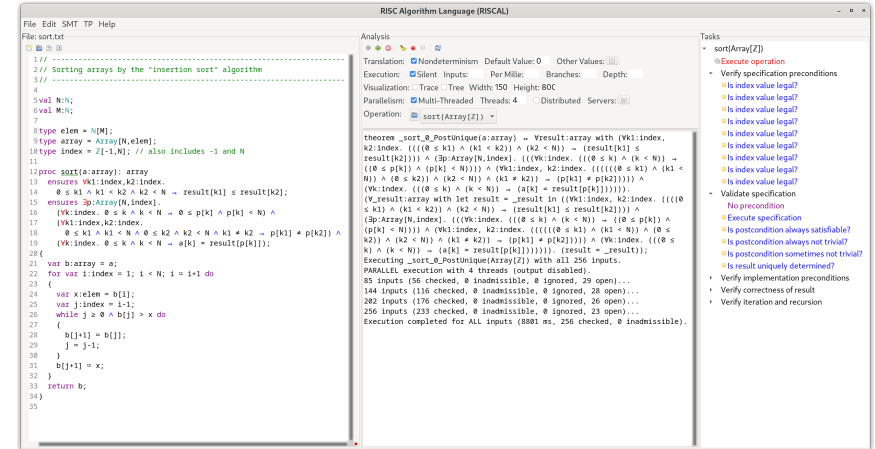 RISC Algorithm Language (RISCAL)
File Edit SMT TP Help
File: sort.txt
1 // ----------------------------------------------------------------
2 // Sorting arrays by the "insertion sort" algorithm
3 // ----------------------------------------------------------------
4
5 val N:ℕ;
6 val M:ℕ;
7
8 type elem = ℕ[M];
9 type array = Array[N,elem];
10 type index = ℤ[-1,N]; // also includes -1 and N
11
12 proc sort(a:array): array
13 ensures ∀k1:index,k2:index.
14 0 ≤ k1 ∧ k1 < k2 ∧ k2 < N ⇒ result[k1] ≤ result[k2];
15 ensures ∃p:Array[N,index].
16 (∀k:index. 0 ≤ k ∧ k < N ⇒ 0 ≤ p[k] ∧ p[k] < N) ∧
17 (∀k1:index,k2:index.
18 0 ≤ k1 ∧ k1 < N ∧ 0 ≤ k2 ∧ k2 < N ∧ k1 ≠ k2 ⇒ p[k1] ≠ p[k2]) ∧
19 (∀k:index. 0 ≤ k ∧ k < N ⇒ a[k] = result[p[k]]);
20 {
21 var b:array = a;
22 for var i:index = 1; i < N; i ≔ i+1 do
23 {
24 var x:elem = b[i];
25 var j:index = i-1;
26 while j ≥ 0 ∧ b[j] > x do
27 {
28 b[j+1] ≔ b[j];
29 j ≔ j-1;
30 }
31 b[j+1] ≔ x;
32 }
33 return b;
34 }
35
Analysis
Translation: Nondeterminism Default Value: 0 Other Values:
Execution: Silent Inputs: Per Mille: Branches: Depth:
Visualization: Trace Tree Width: 150 Height: 800
Parallelism: Multi-Threaded Threads: 4 Distributed Servers:
Operation: sort(Array[ℤ])
theorem _sort_0_PostUnique(a:array) ⇔ ∀result:array with (∀k1:index,
k2:index. ((((0 ≤ k1) ∧ (k1 < k2)) ∧ (k2 < N)) ⇒ (result[k1] ≤
result[k2]))) ∧ (∃p:Array[N,index]. (((∀k:index. (((0 ≤ k) ∧ (k < N)) ⇒
((0 ≤ p[k]) ∧ (p[k] < N)))) ∧ (∀k1:index, k2:index. ((((((0 ≤ k1) ∧ (k1 <
N)) ∧ (0 ≤ k2)) ∧ (k2 < N)) ∧ (k1 ≠ k2)) ⇒ (p[k1] ≠ p[k2])))) ∧
(∀k:index. (((0 ≤ k) ∧ (k < N)) ⇒ (a[k] = result[p[k]]))))).
(∀_result:array with let result = _result in ((∀k1:index, k2:index. ((((0
≤ k1) ∧ (k1 < k2)) ∧ (k2 < N)) ⇒ (result[k1] ≤ result[k2]))) ∧
(∃p:Array[N,index]. (((∀k:index. (((0 ≤ k) ∧ (k < N)) ⇒ ((0 ≤ p[k]) ∧
(p[k] < N)))) ∧ (∀k1:index, k2:index. ((((((0 ≤ k1) ∧ (k1 < N)) ∧ (0 ≤
k2)) ∧ (k2 < N)) ∧ (k1 ≠ k2)) ⇒ (p[k1] ≠ p[k2])))) ∧ (∀k:index. (((0 ≤
k) ∧ (k < N)) ⇒ (a[k] = result[p[k]])))))). (result = _result));
Executing _sort_0_PostUnique(Array[ℤ]) with all 256 inputs.
PARALLEL execution with 4 threads (output disabled).
85 inputs (56 checked, 0 inadmissible, 0 ignored, 29 open)...
144 inputs (116 checked, 0 inadmissible, 0 ignored, 28 open)...
202 inputs (176 checked, 0 inadmissible, 0 ignored, 26 open)...
256 inputs (233 checked, 0 inadmissible, 0 ignored, 23 open)...
Execution completed for ALL inputs (8801 ms, 256 checked, 0 inadmissible).
Tasks
sort(Array[ℤ])
Execute operation
Verify specification preconditions
Is index value legal?
Is index value legal?
Is index value legal?
Is index value legal?
Is index value legal?
Is index value legal?
Is index value legal?
Is index value legal?
Is index value legal?
Validate specification
No precondition
Execute specification
Is postcondition always satisfiable?
Is postcondition always not trivial?
Is postcondition sometimes not trivial?
Is result uniquely determined?
Verify implementation preconditions
Verify correctness of result
Verify iteration and recursion